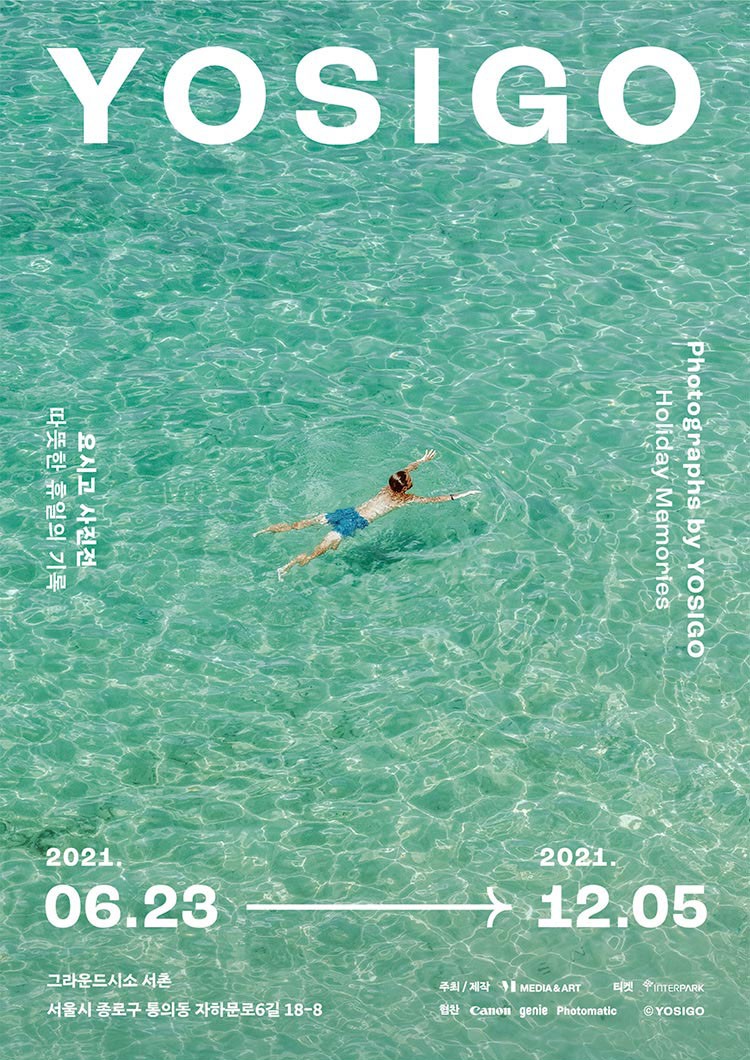 YOSIGO
Photographs by YOSIGO
Holiday Memories
요시고 사진전
따뜻한 휴일의 기록
2021.
06.23
2021.
12.05
그라운드시소 서촌
서울시 종로구 통의동 자하문로6길 18-8
주최/제작 MEDIA & ART 티켓 INTERPARK
협찬 Canon genie Photomatic ©YOSIGO